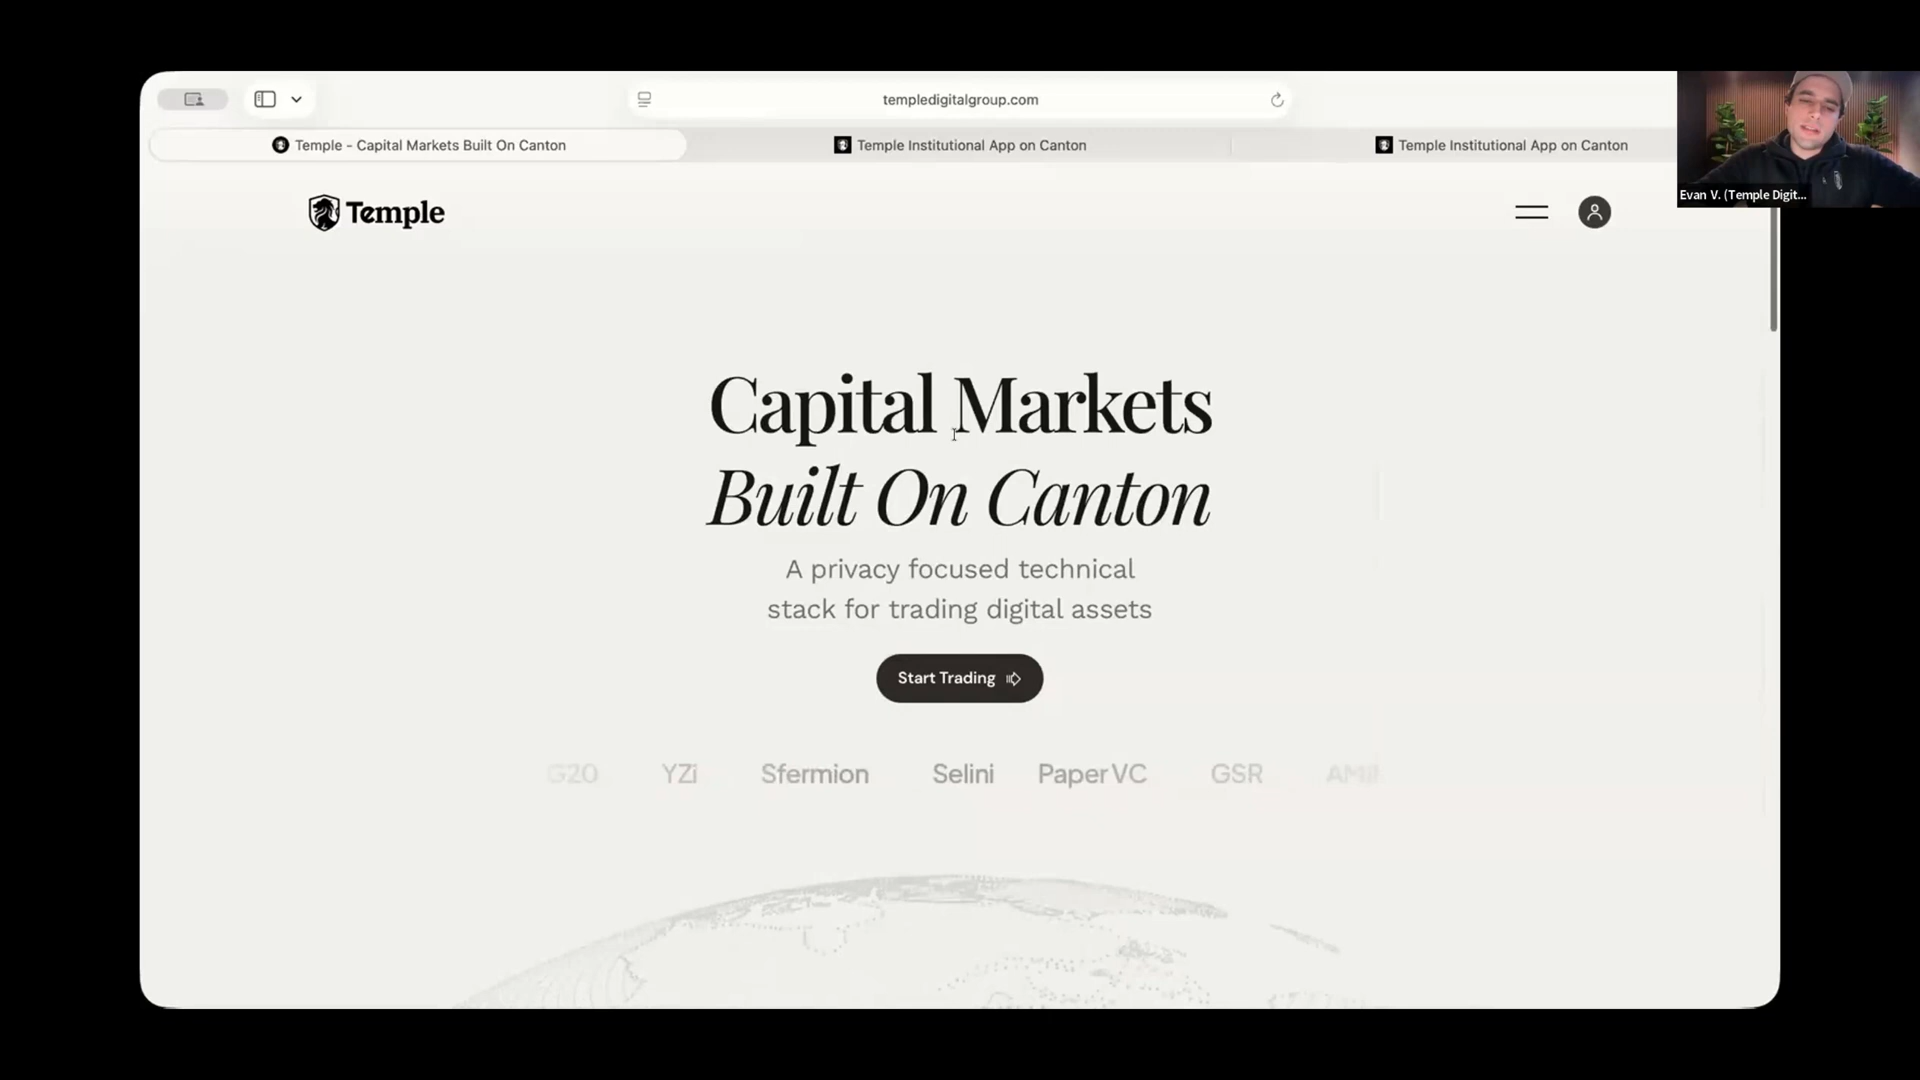 templedigitalgroup.com
Temple - Capital Markets Built On Canton
Temple Institutional App on Canton
Temple Institutional App on Canton
Evan V. (Temple Digit...
Temple
Capital Markets
Built On Canton
A privacy focused technical
stack for trading digital assets
Start Trading
G20 YZi Sfermion Selini Paper VC GSR